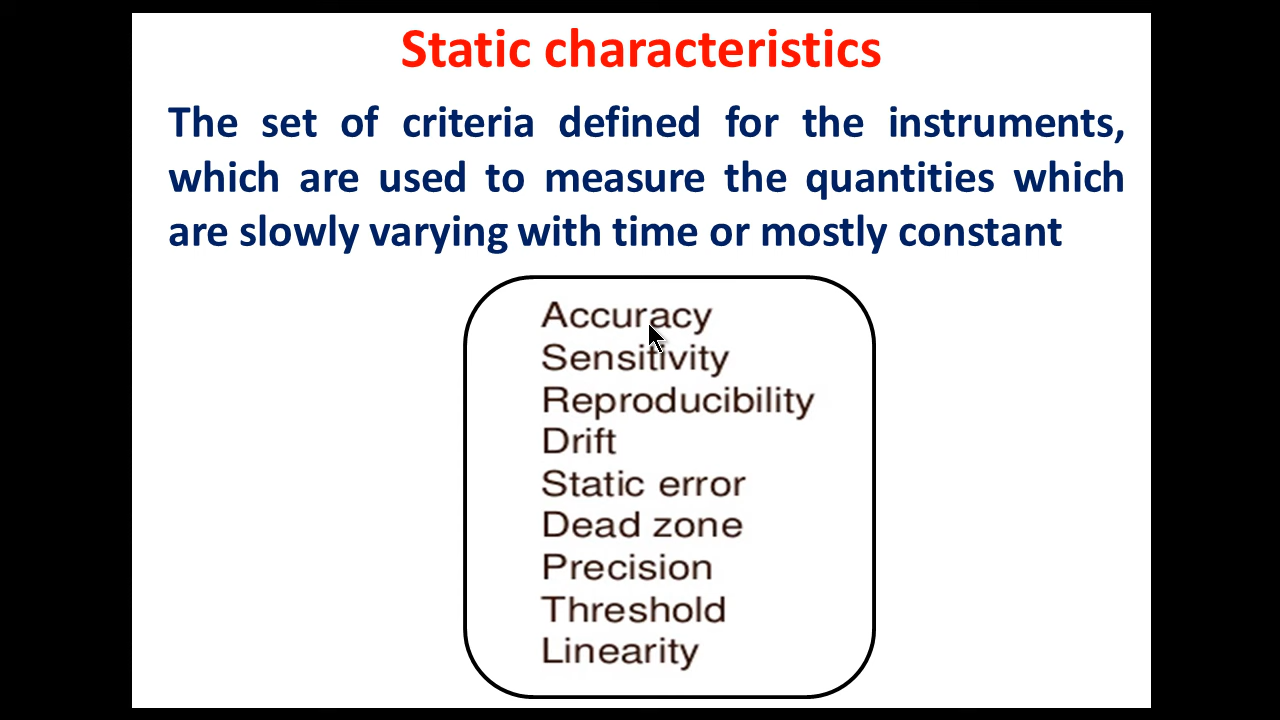 Static characteristics
The set of criteria defined for the instruments,
which are used to measure the quantities which
are slowly varying with time or mostly constant
Accuracy
Sensitivity
Reproducibility
Drift
Static error
Dead zone
Precision
Threshold
Linearity